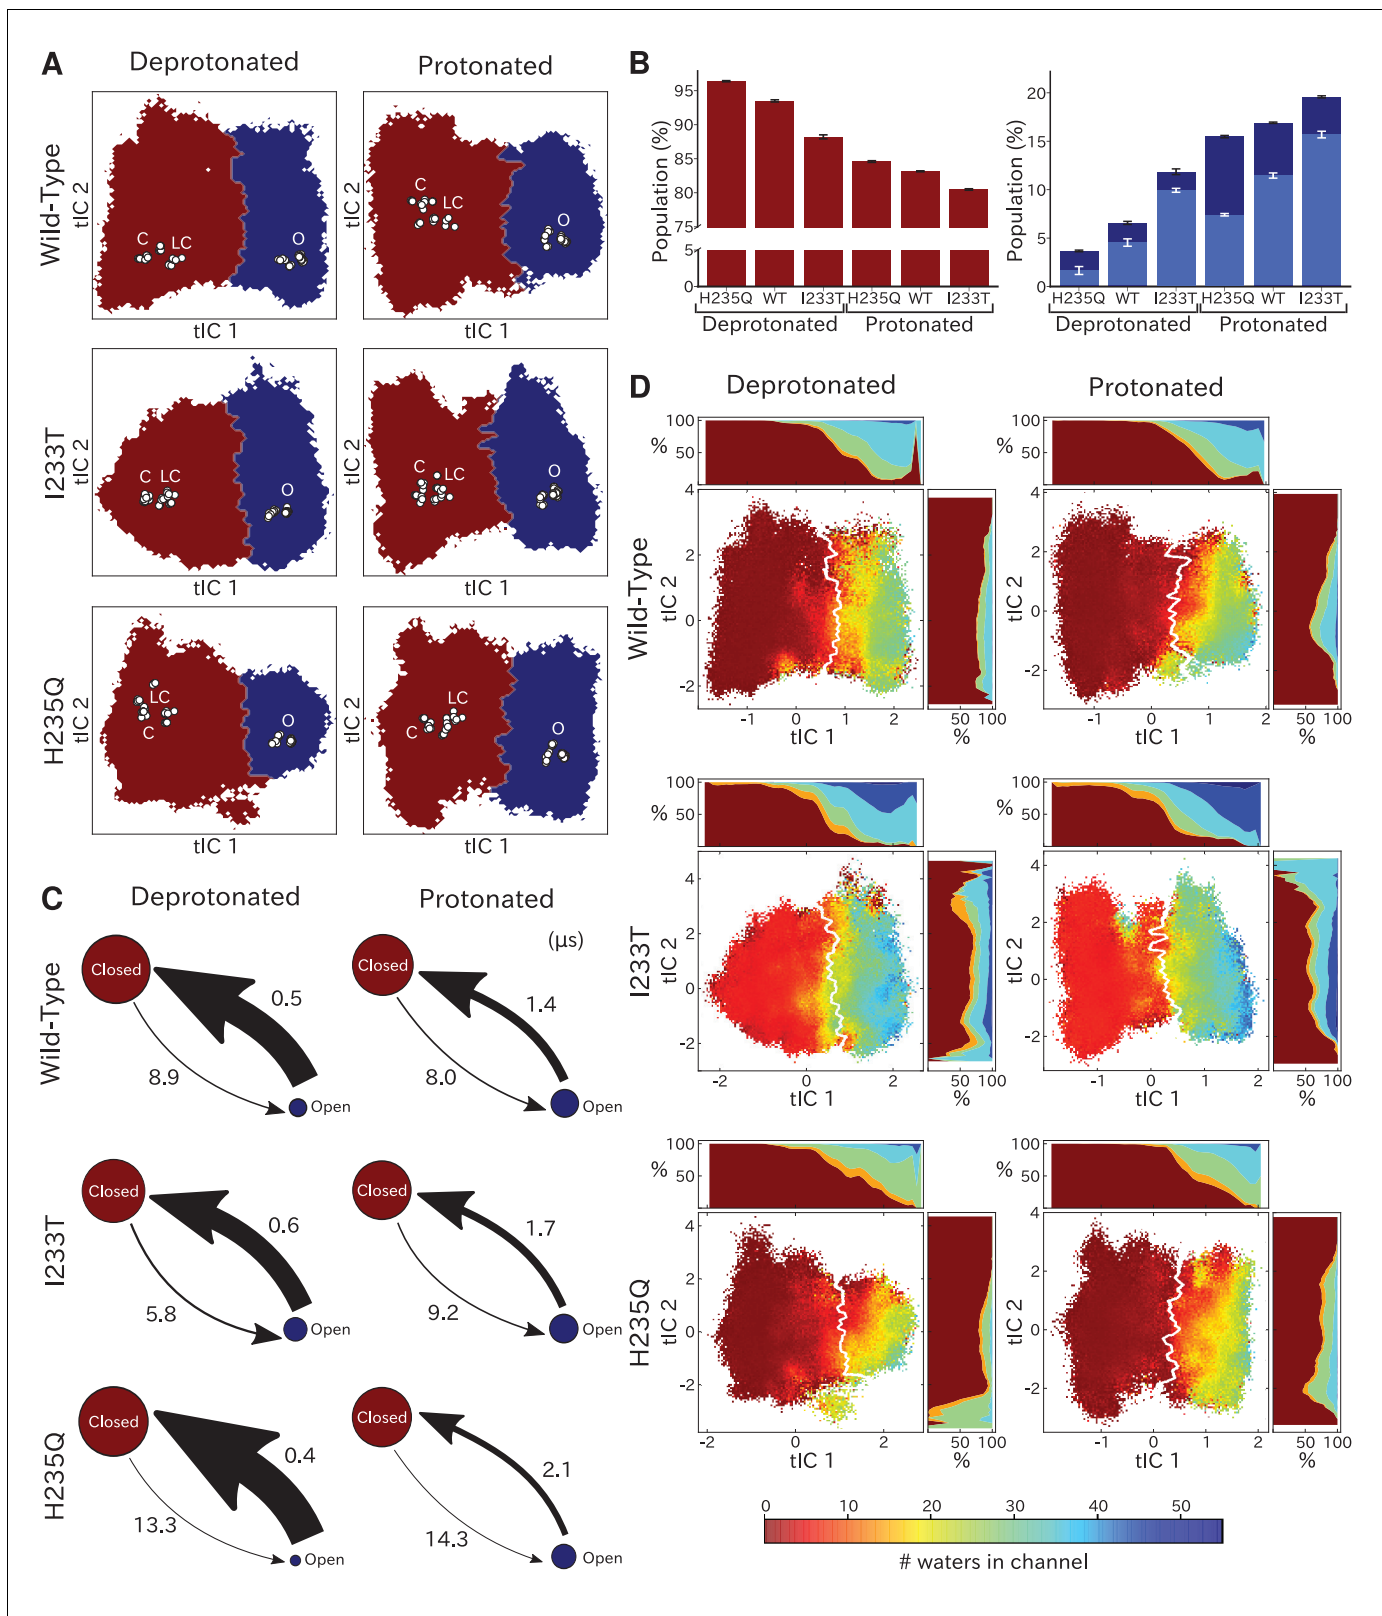 A
Deprotonated
Protonated
Wild-Type
tIC 2
C
LC
O
tIC 1
tIC 2
C
LC
O
tIC 1
I233T
tIC 2
C
LC
O
tIC 1
tIC 2
C
LC
O
tIC 1
H235Q
tIC 2
LC
C
O
tIC 1
tIC 2
LC
C
O
tIC 1
B
Population (%)
95
90
85
80
75
5
0
H235Q WT I233T H235Q WT I233T
Deprotonated Protonated
Population (%)
20
15
10
5
0
H235Q WT I233T H235Q WT I233T
Deprotonated Protonated
C
Deprotonated
Protonated
(µs)
Wild-Type
Closed
0.5
8.9
Open
Closed
1.4
8.0
Open
I233T
Closed
0.6
5.8
Open
Closed
1.7
9.2
Open
H235Q
Closed
0.4
13.3
Open
Closed
2.1
14.3
Open
D
Deprotonated
Protonated
Wild-Type
100
%
50
4
2
0
-2
tIC 2
-1 0 1 2
tIC 1
50 100
%
100
%
50
4
2
0
-2
tIC 2
-1 0 1 2
tIC 1
50 100
%
I233T
100
%
50
4
2
0
-2
tIC 2
-2 -1 0 1 2
tIC 1
50 100
%
100
%
50
4
2
0
-2
tIC 2
-1 0 1 2
tIC 1
50 100
%
H235Q
100
%
50
4
2
0
-2
tIC 2
-2 0 2
tIC 1
50 100
%
100
%
50
4
2
0
-2
tIC 2
-1 0 1 2
tIC 1
50 100
%
0 10 20 30 40 50
# waters in channel